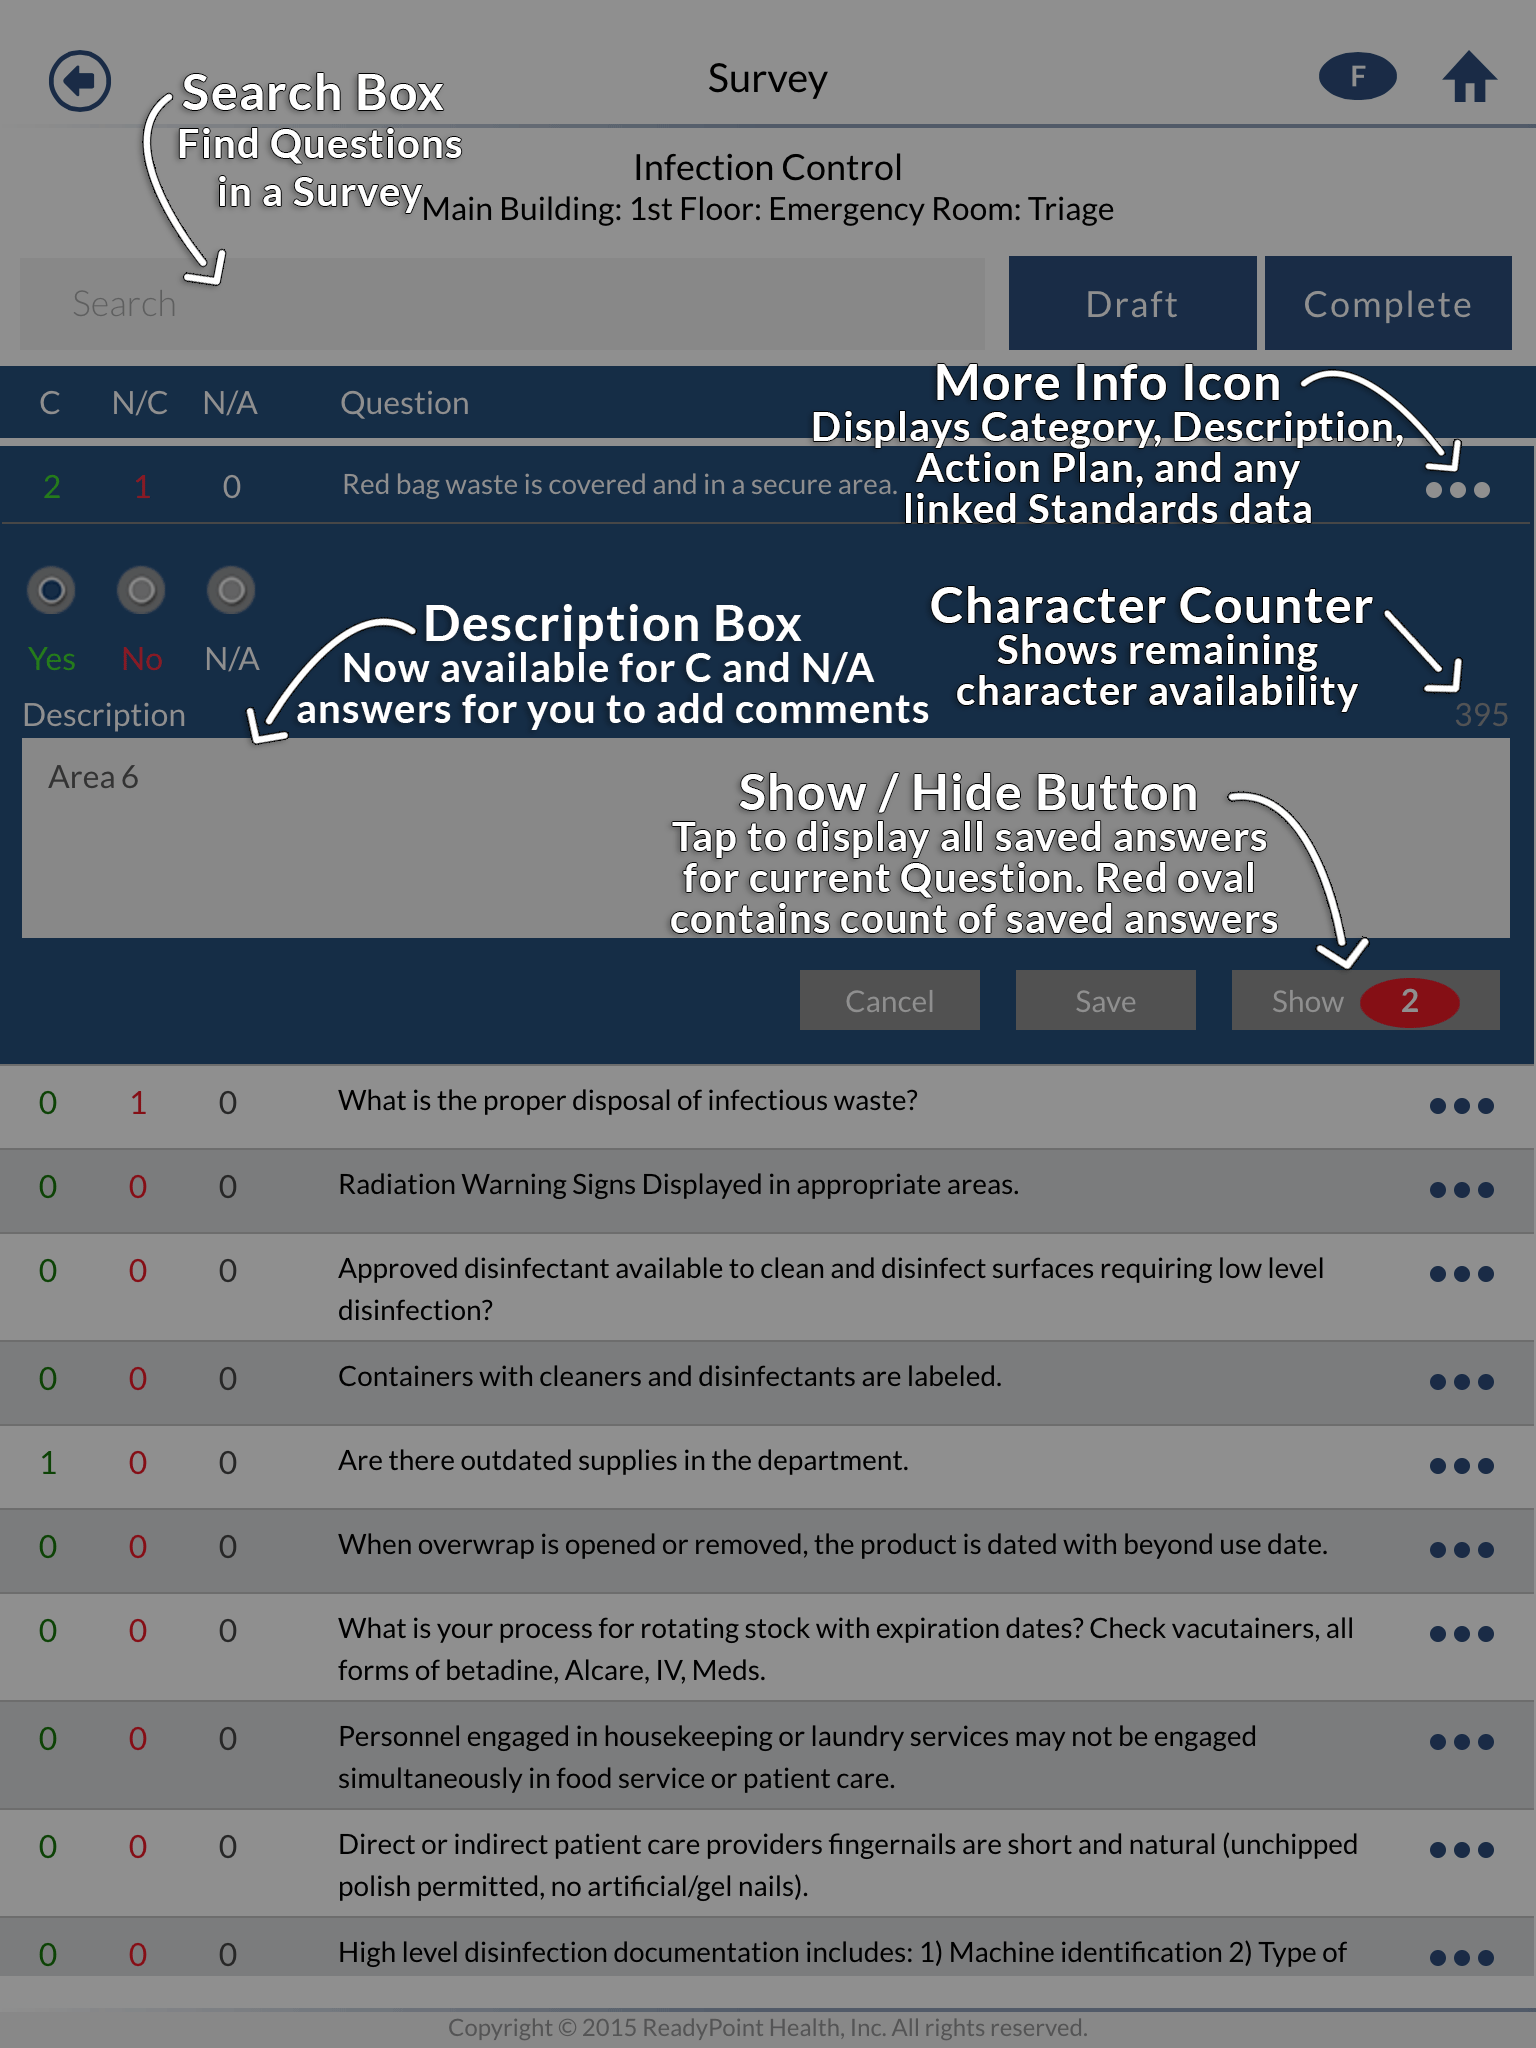 Survey
F
Search Box
Find Questions
in a Survey
Infection Control
Main Building: 1st Floor: Emergency Room: Triage
Search
Draft
Complete
C N/C N/A Question
More Info Icon
Displays Category, Description,
Action Plan, and any
linked Standards data
2 1 0 Red bag waste is covered and in a secure area.
Yes No N/A
Description Box
Now available for C and N/A
answers for you to add comments
Character Counter
Shows remaining
character availability
Description
395
Area 6
Show / Hide Button
Tap to display all saved answers
for current Question. Red oval
contains count of saved answers
Cancel
Save
Show 2
0 1 0 What is the proper disposal of infectious waste?
0 0 0 Radiation Warning Signs Displayed in appropriate areas.
0 0 0 Approved disinfectant available to clean and disinfect surfaces requiring low level
disinfection?
0 0 0 Containers with cleaners and disinfectants are labeled.
1 0 0 Are there outdated supplies in the department.
0 0 0 When overwrap is opened or removed, the product is dated with beyond use date.
0 0 0 What is your process for rotating stock with expiration dates? Check vacutainers, all
forms of betadine, Alcare, IV, Meds.
0 0 0 Personnel engaged in housekeeping or laundry services may not be engaged
simultaneously in food service or patient care.
0 0 0 Direct or indirect patient care providers fingernails are short and natural (unchipped
polish permitted, no artificial/gel nails).
0 0 0 High level disinfection documentation includes: 1) Machine identification 2) Type of
Copyright © 2015 ReadyPoint Health, Inc. All rights reserved.